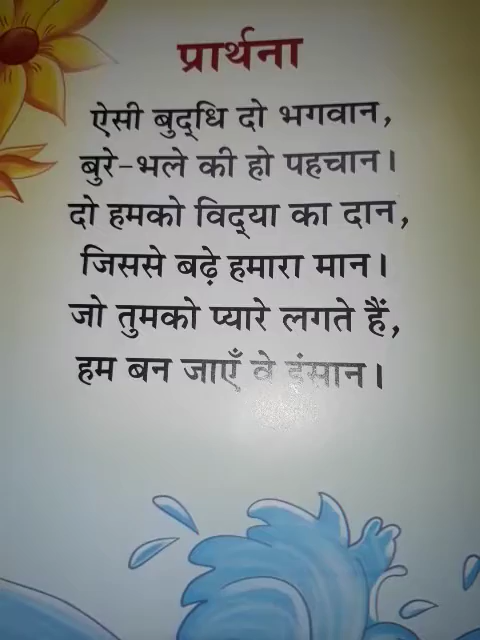 प्रार्थना
ऐसी बुद्‌धि दो भगवान,
बुरे-भले की हो पहचान।
दो हमको विद्‌या का दान,
जिससे बढ़े हमारा मान।
जो तुमको प्यारे लगते हैं,
हम बन जाएँ वे इंसान।